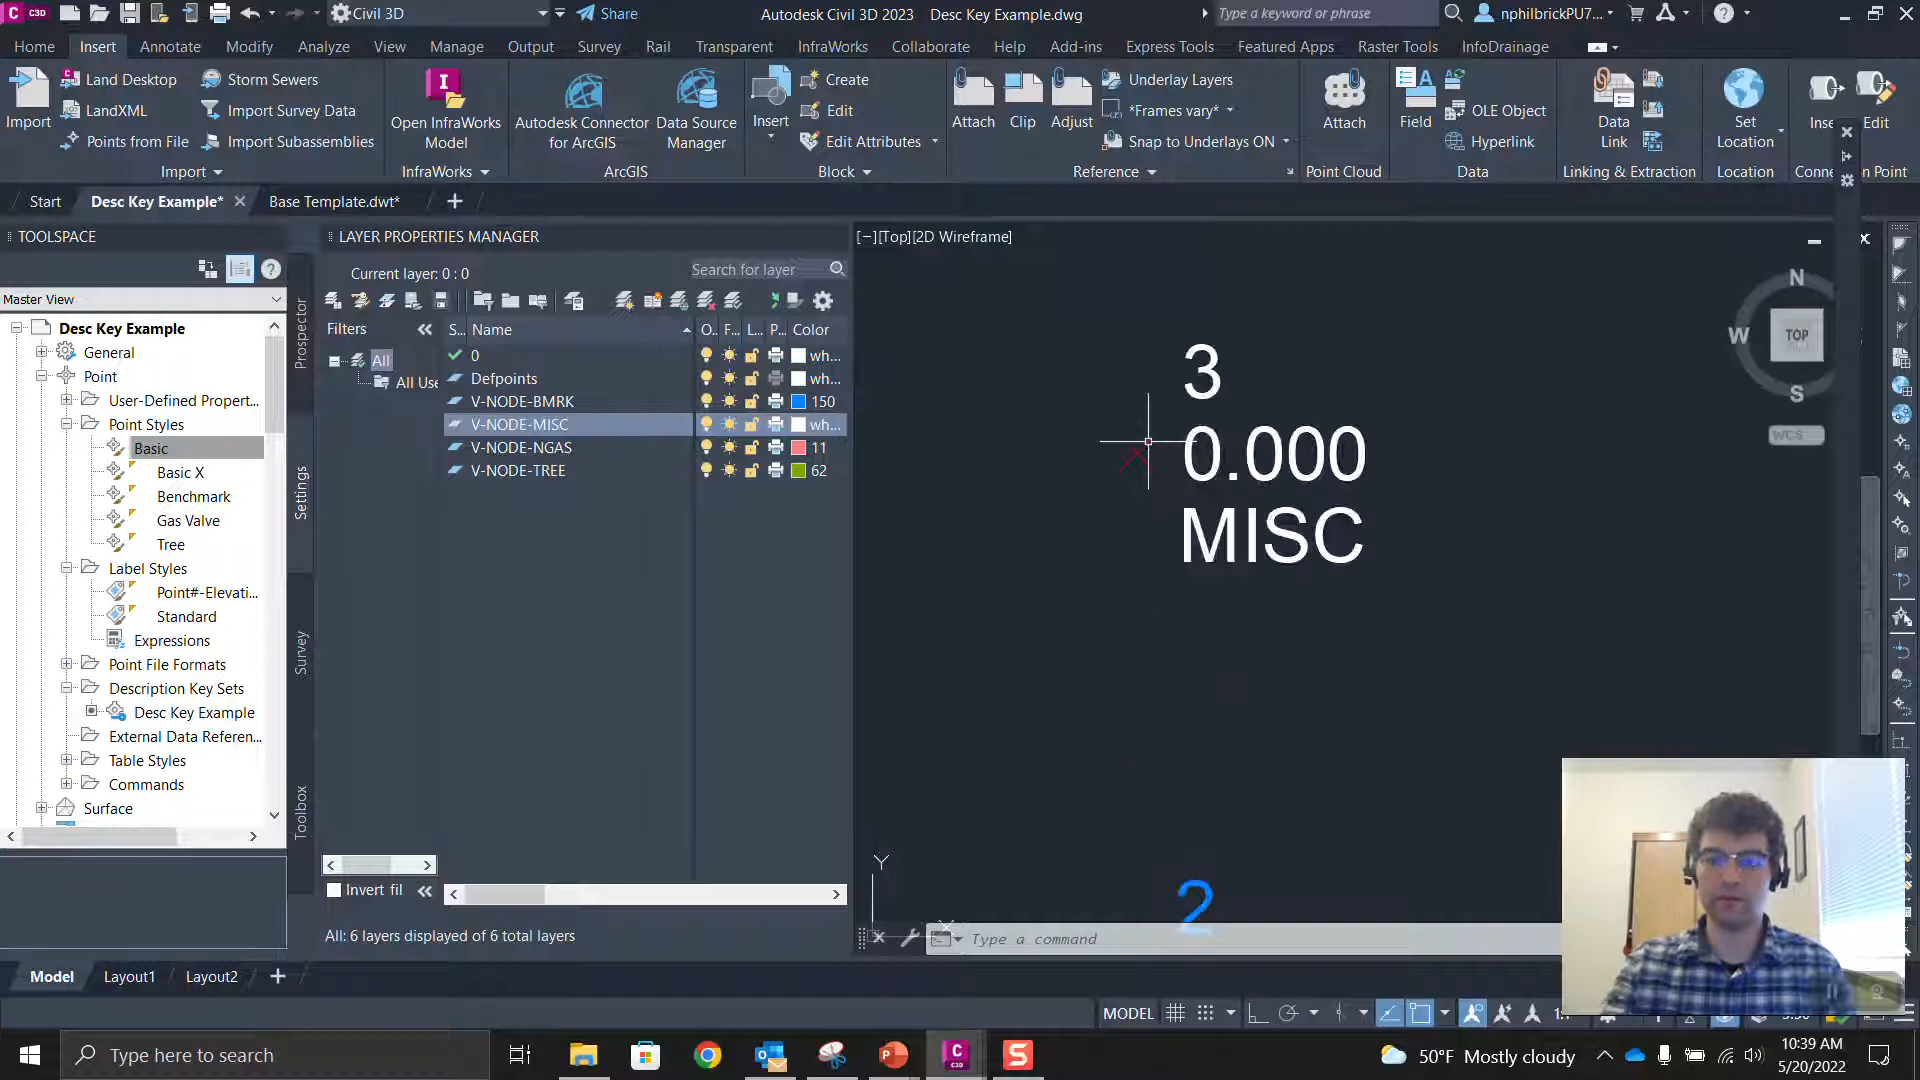 C3D
Civil 3D
Share
Autodesk Civil 3D 2023 Desc Key Example.dwg
Type a keyword or phrase
nphilbrickPU7...
Home Insert Annotate Modify Analyze View Manage Output Survey Rail Transparent InfraWorks Collaborate Help Add-ins Express Tools Featured Apps Raster Tools InfoDrainage
Import
Land Desktop
LandXML
Points from File
Storm Sewers
Import Survey Data
Import Subassemblies
Import
Open InfraWorks
Model
InfraWorks
Autodesk Connector
for ArcGIS
Data Source
Manager
ArcGIS
Insert
Create
Edit
Edit Attributes
Block
Attach
Clip
Adjust
Underlay Layers
*Frames vary*
Snap to Underlays ON
Reference
Attach
Point Cloud
Field
OLE Object
Hyperlink
Data
Data
Link
Linking & Extraction
Set
Location
Location
Inse
Edit
Conne
n Point
Start Desc Key Example* Base Template.dwt*
TOOLSPACE
Master View
Desc Key Example
General
Point
User-Defined Propert...
Point Styles
Basic
Basic X
Benchmark
Gas Valve
Tree
Label Styles
Point#-Elevati...
Standard
Expressions
Point File Formats
Description Key Sets
Desc Key Example
External Data Referen...
Table Styles
Commands
Surface
Prospector
Settings
Survey
Toolbox
LAYER PROPERTIES MANAGER
Current layer: 0 : 0
Search for layer
Filters
All
All Use
S.. Name O. F... L... P.. Color
0 wh...
Defpoints wh...
V-NODE-BMRK 150
V-NODE-MISC wh...
V-NODE-NGAS 11
V-NODE-TREE 62
Invert fil
All: 6 layers displayed of 6 total layers
[−][Top][2D Wireframe]
N
W TOP
S
WCS
3
0.000
MISC
2
Y
X
Type a command
Model Layout1 Layout2
MODEL
Type here to search
50°F Mostly cloudy
10:39 AM
5/20/2022